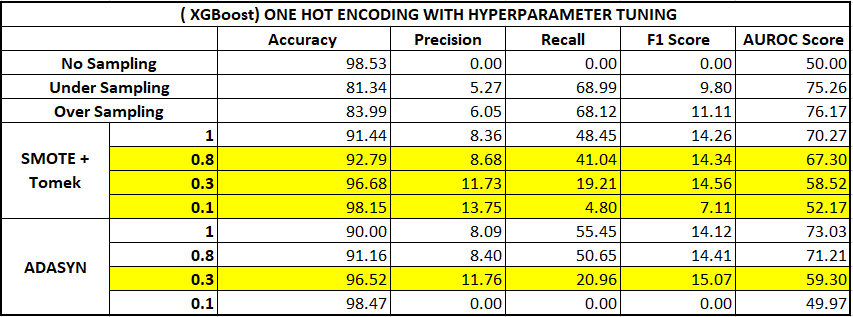 ( XGBoost) ONE HOT ENCODING WITH HYPERPARAMETER TUNING
Accuracy Precision Recall F1 Score AUROC Score
No Sampling 98.53 0.00 0.00 0.00 50.00
Under Sampling 81.34 5.27 68.99 9.80 75.26
Over Sampling 83.99 6.05 68.12 11.11 76.17
SMOTE + Tomek
1 91.44 8.36 48.45 14.26 70.27
0.8 92.79 8.68 41.04 14.34 67.30
0.3 96.68 11.73 19.21 14.56 58.52
0.1 98.15 13.75 4.80 7.11 52.17
ADASYN
1 90.00 8.09 55.45 14.12 73.03
0.8 91.16 8.40 50.65 14.41 71.21
0.3 96.52 11.76 20.96 15.07 59.30
0.1 98.47 0.00 0.00 0.00 49.97